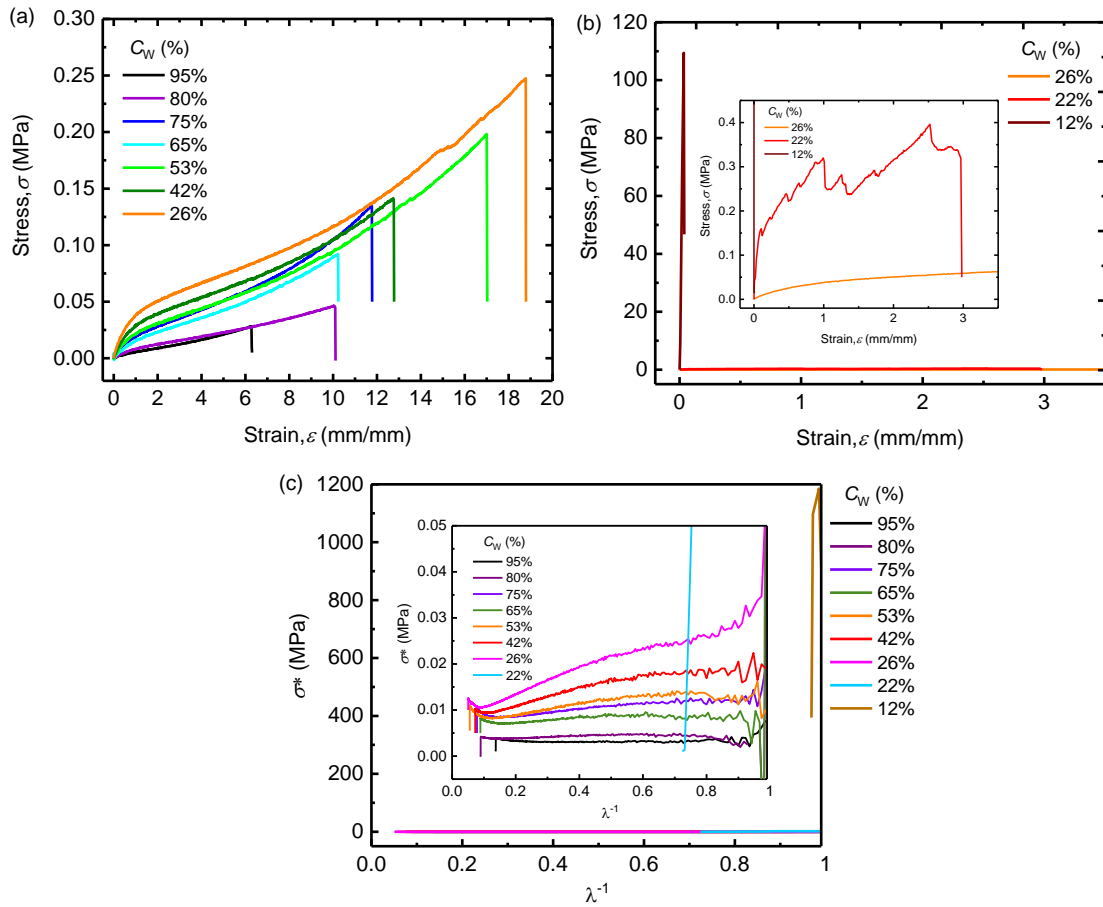 (a)
0.30
0.25
0.20
0.15
0.10
0.05
0.00
Stress, σ (MPa)
C_W (%)
95%
80%
75%
65%
53%
42%
26%
0 2 4 6 8 10 12 14 16 18 20
Strain, ε (mm/mm)
(b)
120
100
80
60
40
20
0
Stress, σ (MPa)
26%
22%
12%
C_W (%)
26%
22%
12%
0.4
0.3
0.2
0.1
0.0
Stress, σ (MPa)
0 1 2 3
Strain, ε (mm/mm)
0 1 2 3
Strain, ε (mm/mm)
(c)
1200
1000
800
600
400
200
0
σ* (MPa)
C_W (%)
95%
80%
75%
65%
53%
42%
26%
22%
12%
0.05
0.04
0.03
0.02
0.01
0.00
σ* (MPa)
C_W (%)
95%
80%
75%
65%
53%
42%
26%
22%
0.0 0.2 0.4 0.6 0.8 1
λ⁻¹
0.0 0.2 0.4 0.6 0.8 1
λ⁻¹